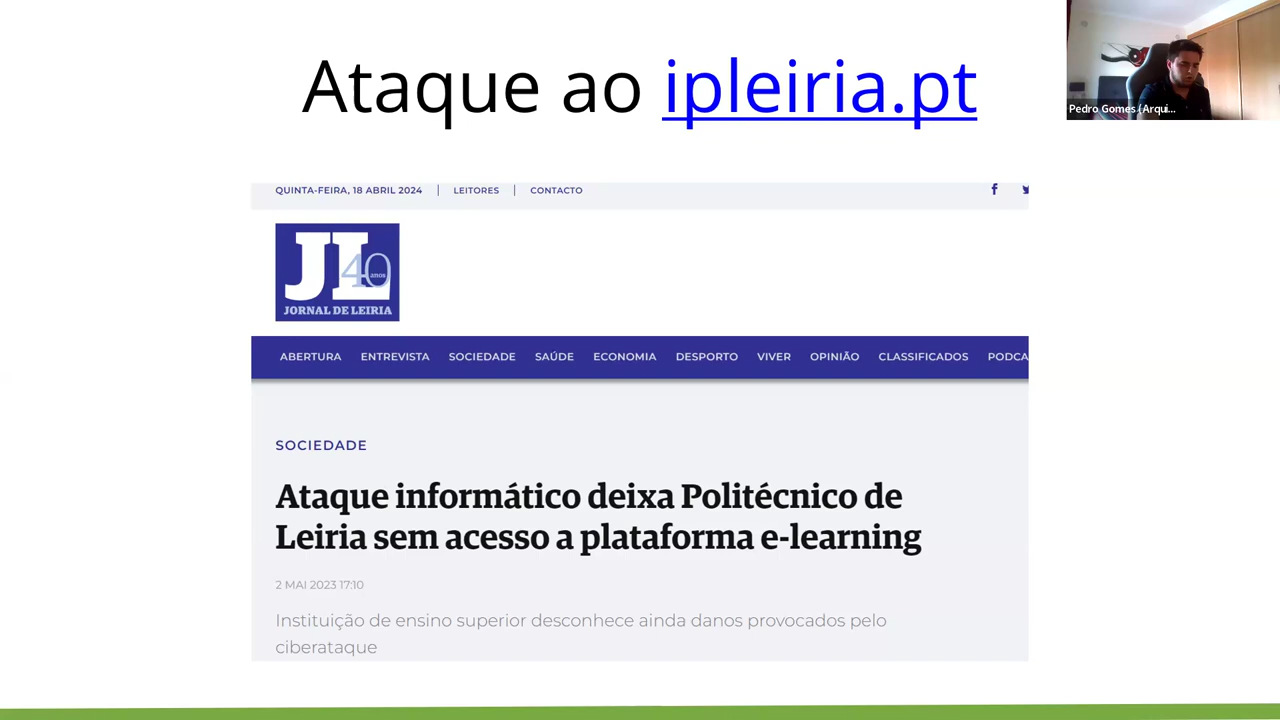 Ataque ao ipleiria.pt
Pedro Gomes (Arqui...
QUINTA-FEIRA, 18 ABRIL 2024 | LEITORES | CONTACTO
JL
40 anos
JORNAL DE LEIRIA
ABERTURA ENTREVISTA SOCIEDADE SAÚDE ECONOMIA DESPORTO VIVER OPINIÃO CLASSIFICADOS PODCA
SOCIEDADE
Ataque informático deixa Politécnico de
Leiria sem acesso a plataforma e-learning
2 MAI 2023 17:10
Instituição de ensino superior desconhece ainda danos provocados pelo
ciberataque